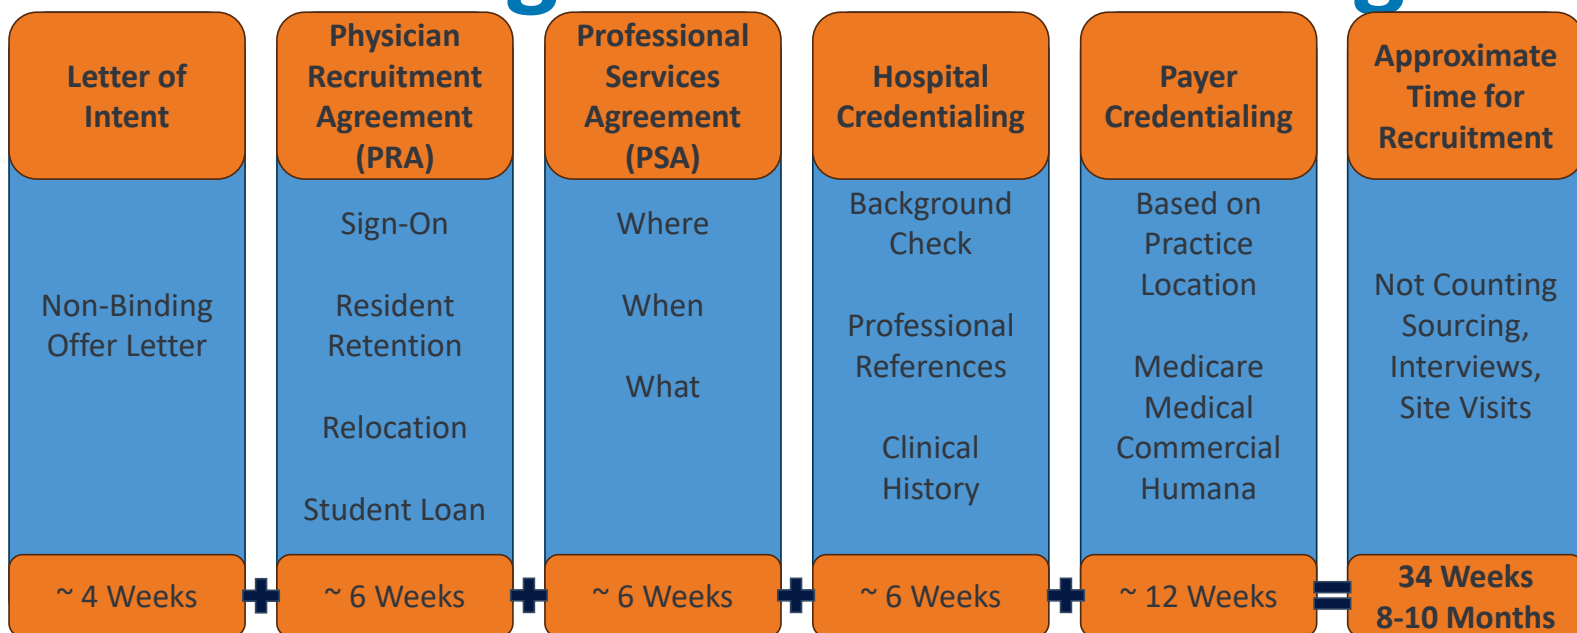 Letter of
Intent
Non-Binding
Offer Letter
~ 4 Weeks
Physician
Recruitment
Agreement
(PRA)
Sign-On
Resident
Retention
Relocation
Student Loan
~ 6 Weeks
Professional
Services
Agreement
(PSA)
Where
When
What
~ 6 Weeks
Hospital
Credentialing
Background
Check
Professional
References
Clinical
History
~ 6 Weeks
Payer
Credentialing
Based on
Practice
Location
Medicare
Medical
Commercial
Humana
~ 12 Weeks
Approximate
Time for
Recruitment
Not Counting
Sourcing,
Interviews,
Site Visits
34 Weeks
8-10 Months